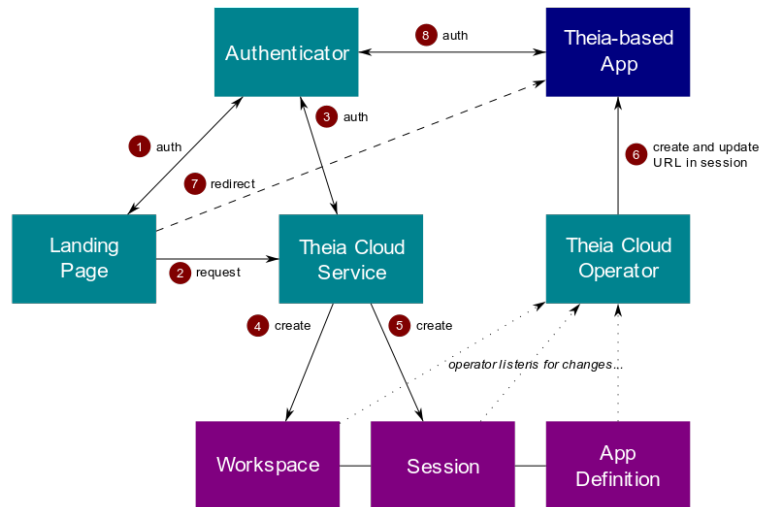 Authenticator
8 auth
Theia-based
App
3 auth
1 auth
6 create and update
URL in session
7 redirect
Landing
Page
2 request
Theia Cloud
Service
Theia Cloud
Operator
4 create
5 create
operator listens for changes...
Workspace
Session
App
Definition